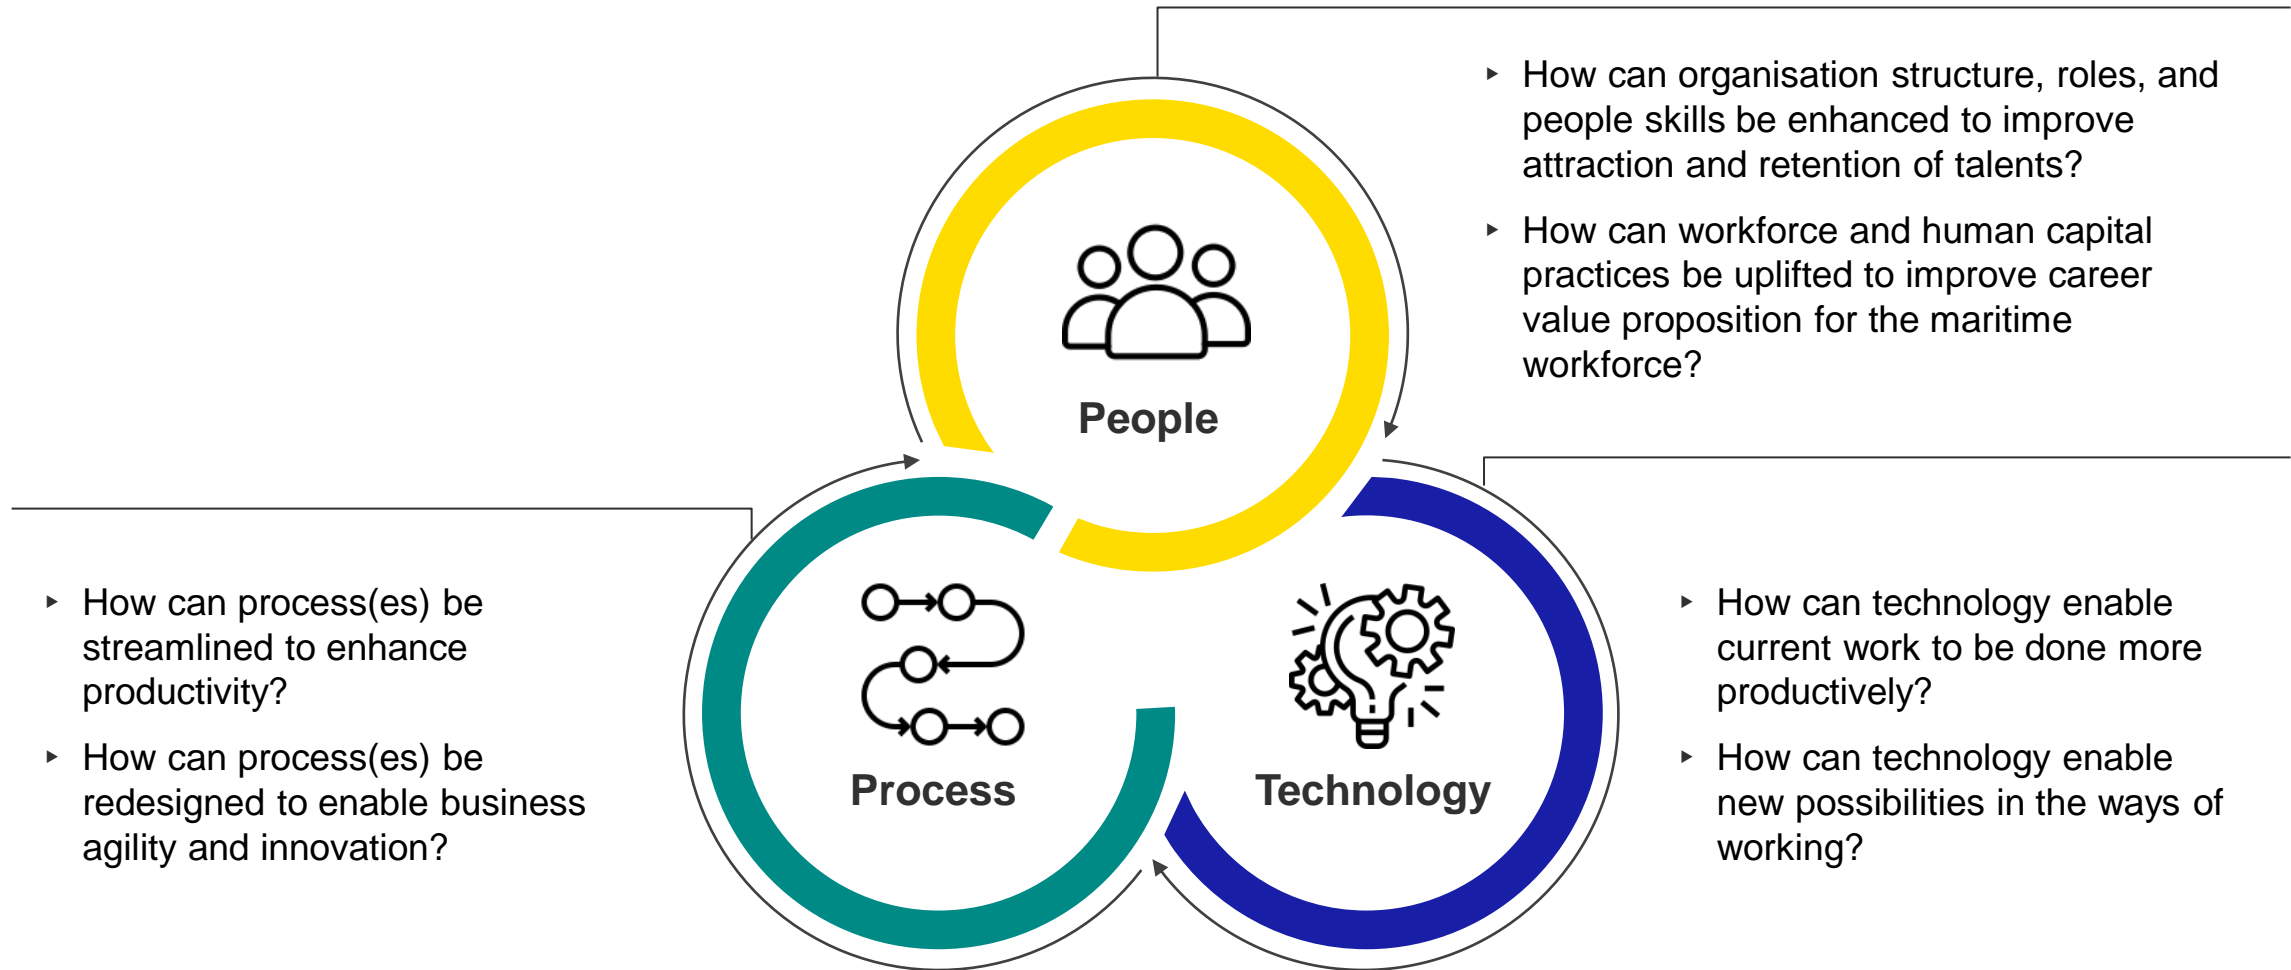 ▸ How can organisation structure, roles, and
people skills be enhanced to improve
attraction and retention of talents?
▸ How can workforce and human capital
practices be uplifted to improve career
value proposition for the maritime
workforce?
People
▸ How can process(es) be
streamlined to enhance
productivity?
▸ How can process(es) be
redesigned to enable business
agility and innovation?
Process
Technology
▸ How can technology enable
current work to be done more
productively?
▸ How can technology enable
new possibilities in the ways of
working?